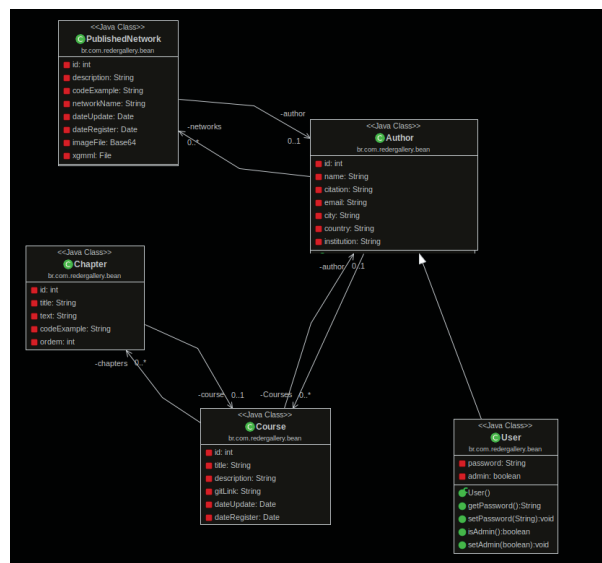 <<Java Class>>
PublishedNetwork
br.com.redergallery.bean
id: int
description: String
codeExample: String
networkName: String
dateUpdate: Date
dateRegister: Date
imageFile: Base64
xgmml: File
-author
0..1
-networks
0..*
<<Java Class>>
Author
br.com.redergallery.bean
id: int
name: String
citation: String
email: String
city: String
country: String
institution: String
<<Java Class>>
Chapter
br.com.redergallery.bean
id: int
title: String
text: String
codeExample: String
ordem: int
-author 0..1
-chapters 0..*
-course 0..1
-Courses 0..*
<<Java Class>>
Course
br.com.redergallery.bean
id: int
title: String
description: String
gitLink: String
dateUpdate: Date
dateRegister: Date
<<Java Class>>
User
br.com.redergallery.bean
password: String
admin: boolean
User()
getPassword():String
setPassword(String):void
isAdmin():boolean
setAdmin(boolean):void